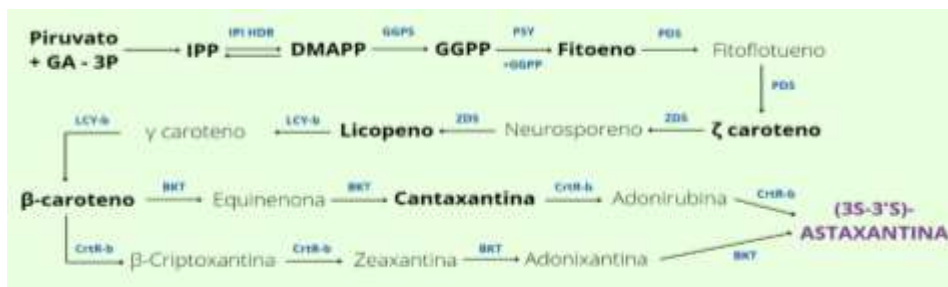 Piruvato + GA - 3P
IPP
IPI HDR
DMAPP
GGPS
GGPP
PSY
+GGPP
Fitoeno
PDS
Fitoflotueno
PDS
ζ caroteno
ZDS
Neurosporeno
ZDS
Licopeno
LCY-b
γ caroteno
LCY-b
β-caroteno
BKT
Equinenona
BKT
Cantaxantina
CrtR-b
Adonirubina
CrtR-b
(3S-3'S)-
ASTAXANTINA
CrtR-b
β-Criptoxantina
CrtR-b
Zeaxantina
BKT
Adonixantina
BKT